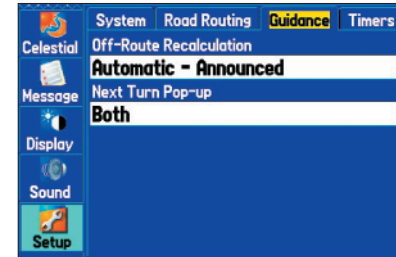 System Road Routing Guidance Timers
Celestial
Off-Route Recalculation
Automatic - Announced
Message
Next Turn Pop-up
Both
Display
Sound
Setup